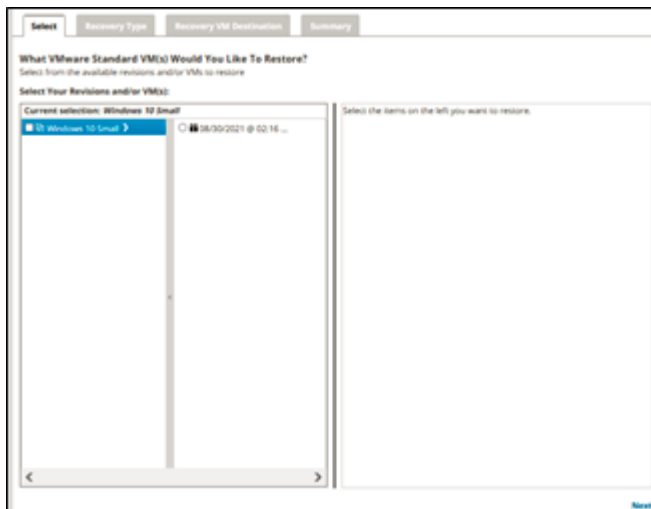 Select Recovery Type Recovery VM Destination Summary
What VMware Standard VM(s) Would You Like To Restore?
Select from the available revisions and/or VMs to restore
Select Your Revisions and/or VM(s):
Current selection: Windows 10 Small
Select the items on the left you want to restore.
Windows 10 Small
08/30/2021 @ 02:16 ...
Next